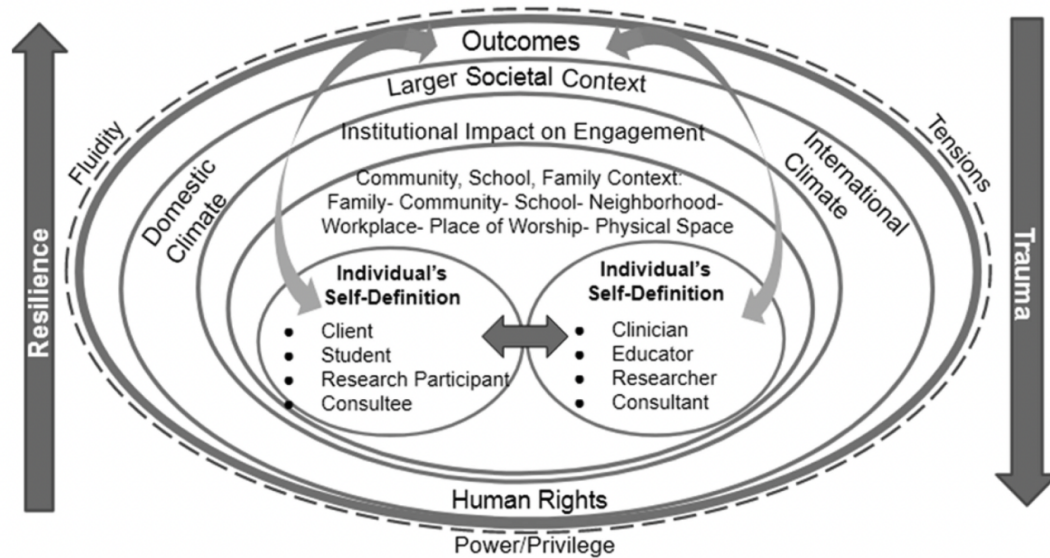 Outcomes
Larger Societal Context
Fluidity
Tensions
Institutional Impact on Engagement
Domestic
Climate
International
Climate
Community, School, Family Context:
Family- Community- School- Neighborhood-
Workplace- Place of Worship- Physical Space
Resilience
Trauma
Individual's
Self-Definition
• Client
• Student
• Research Participant
• Consultee
Individual's
Self-Definition
• Clinician
• Educator
• Researcher
• Consultant
Human Rights
Power/Privilege